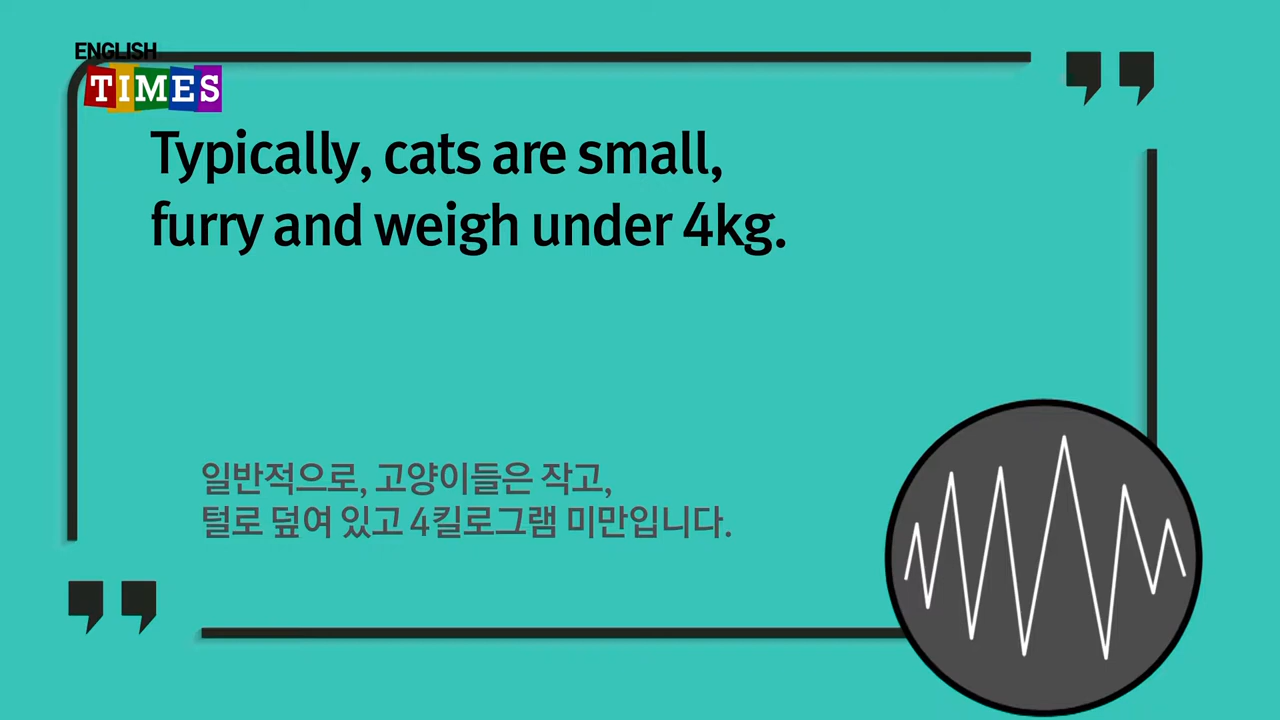 ENGLISH
TIMES
Typically, cats are small,
furry and weigh under 4kg.
일반적으로, 고양이들은 작고,
털로 덮여 있고 4킬로그램 미만입니다.